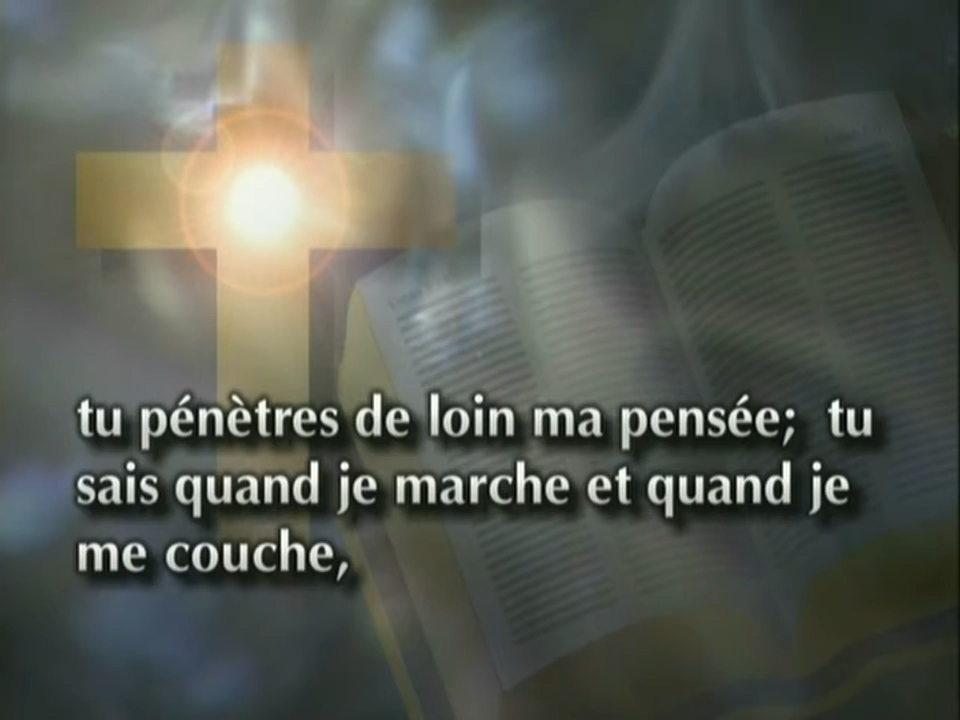 tu pénètres de loin ma pensée; tu
sais quand je marche et quand je
me couche,